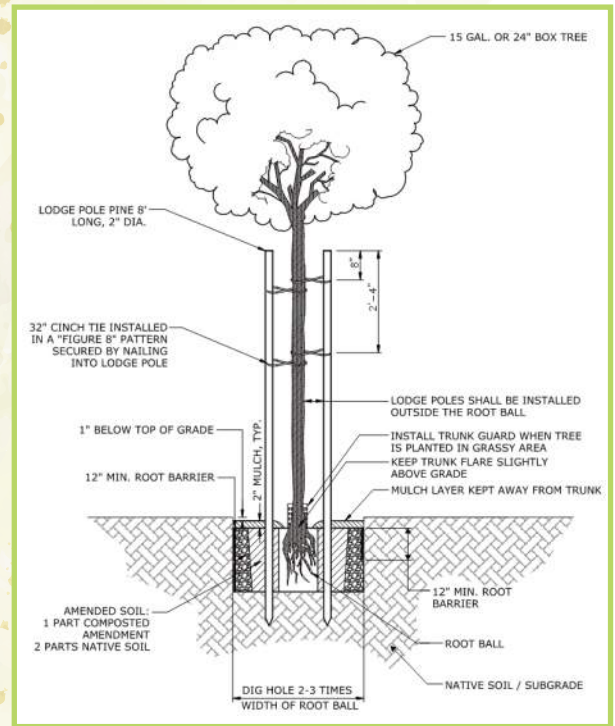 15 GAL. OR 24" BOX TREE
LODGE POLE PINE 8'
LONG, 2" DIA.
8"
2'-4"
32" CINCH TIE INSTALLED
IN A "FIGURE 8" PATTERN
SECURED BY NAILING
INTO LODGE POLE
LODGE POLES SHALL BE INSTALLED
OUTSIDE THE ROOT BALL
1" BELOW TOP OF GRADE
2" MULCH, TYP.
INSTALL TRUNK GUARD WHEN TREE
IS PLANTED IN GRASSY AREA
KEEP TRUNK FLARE SLIGHTLY
ABOVE GRADE
12" MIN. ROOT BARRIER
MULCH LAYER KEPT AWAY FROM TRUNK
12" MIN. ROOT
BARRIER
AMENDED SOIL:
1 PART COMPOSTED
AMENDMENT
2 PARTS NATIVE SOIL
ROOT BALL
NATIVE SOIL / SUBGRADE
DIG HOLE 2-3 TIMES
WIDTH OF ROOT BALL